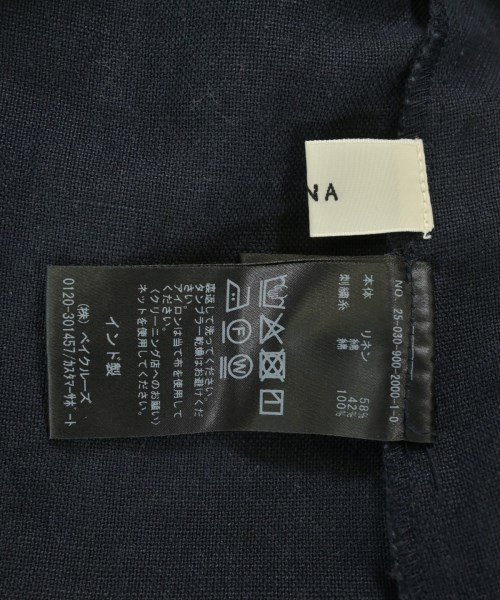 NA
NO. 25-030-900-2000-1-0
本体 リネン 58%
綿 42%
刺繍糸 綿 100%
裏返して洗ってください。
タンブラー乾燥はお避けください。
アイロンは当て布を使用してください。
〈クリーニング店へのお願い〉
ネットを使用してください。
インド製
(株) ベイクルーズ
0120-301457/カスタマーサポート